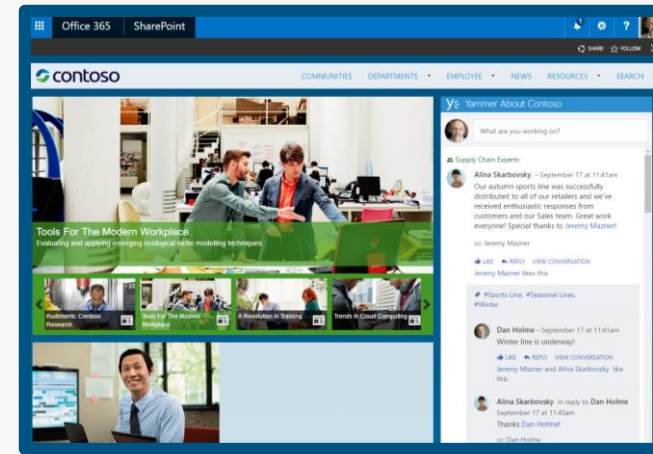 Office 365 SharePoint
SHARE FOLLOW
contoso
COMMUNITIES DEPARTMENTS EMPLOYEE NEWS RESOURCES SEARCH
Tools For The Modern Workplace
Evaluating and applying emerging ecological niche modelling techniques.
Rudiments: Contoso
Research
Tools For The Modern
Workplace
A Revolution in Training
Trends in Cloud Computing
Yammer About Contoso
What are you working on?
Supply Chain Experts
Alina Skarbovsky – September 17 at 11:41am
Our autumn sports line was successfully
distributed to all of our retailers and we've
received enthusiastic responses from
customers and our Sales team. Great work
everyone! Special thanks to Jeremy Mazner!
cc: Jeremy Mazner
LIKE REPLY VIEW CONVERSATION
Jeremy Mazner likes this
#Sports Line, #Seasonal Lines,
#Winter
Dan Holme – September 17 at 11:41am
Winter line is underway!
LIKE REPLY VIEW CONVERSATION
Jeremy Mazner and Alina Skarbovsky like
this
Alina Skarbovsky in reply to Dan Holme
September 17 at 11:45am
Thanks Dan Holme!
cc: Dan Holme